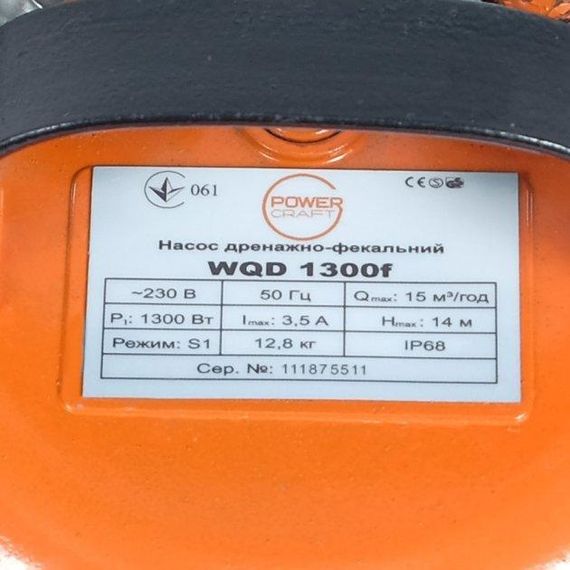 061
POWER
CRAFT
CE S GS
Насос дренажно-фекальний
WQD 1300f
~230 В 50 Гц Qmax: 15 м³/год
P₁: 1300 Вт Imax: 3,5 А Hmax: 14 м
Режим: S1 12,8 кг IP68
Сер. №: 111875511